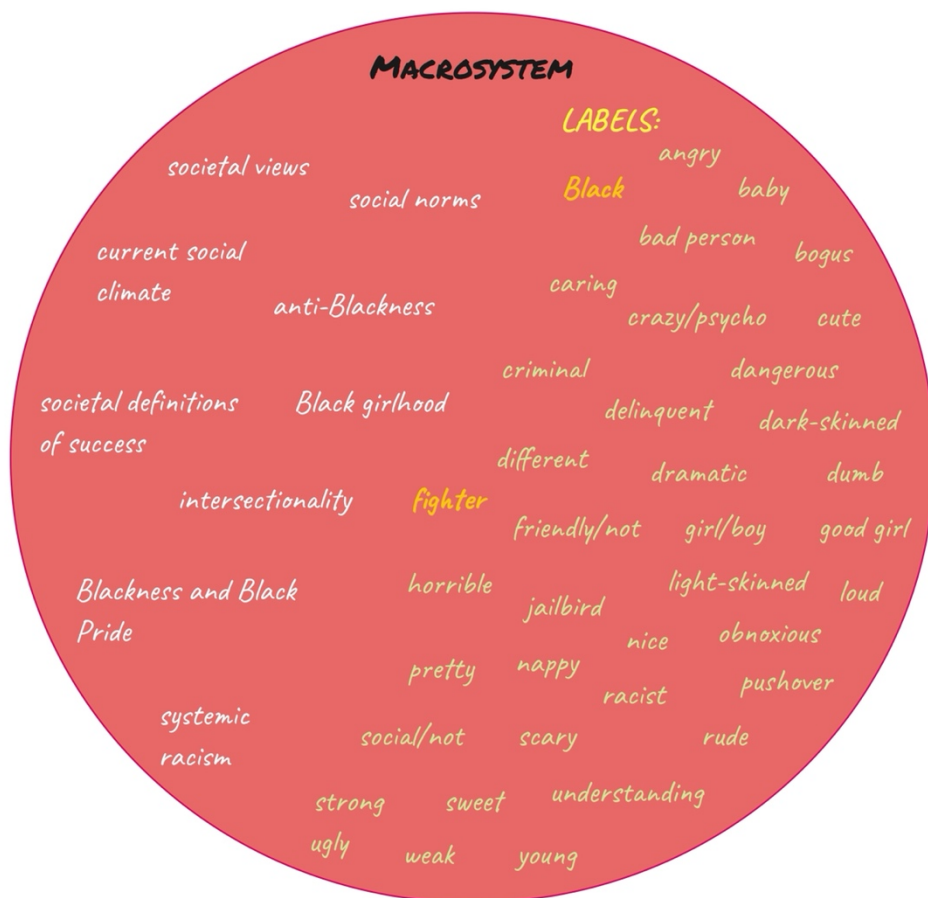 MACROSYSTEM
LABELS:
societal views
social norms
current social
climate
anti-Blackness
societal definitions
of success
Black girlhood
intersectionality
Blackness and Black
Pride
systemic
racism
angry
Black
baby
bad person
bogus
caring
crazy/psycho
cute
criminal
dangerous
delinquent
dark-skinned
different
dramatic
dumb
fighter
friendly/not
girl/boy
good girl
horrible
jailbird
light-skinned
loud
nice
obnoxious
pretty
nappy
racist
pushover
social/not
scary
rude
strong
sweet
understanding
ugly
weak
young